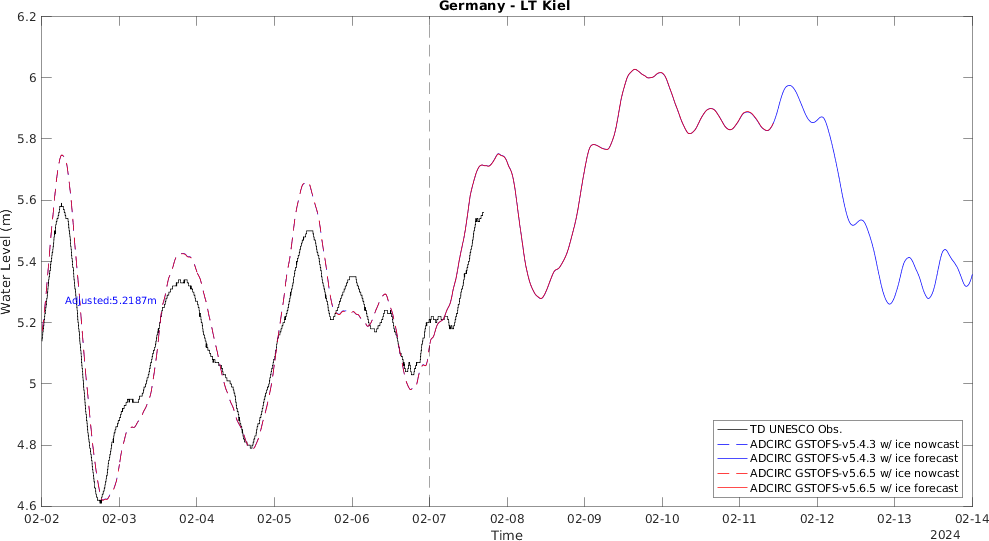 Germany - LT Kiel
6.2
6
5.8
5.6
5.4
5.2
5
4.8
4.6
Water Level (m)
Adjusted:5.2187m
TD UNESCO Obs.
ADCIRC GSTOFS-v5.4.3 w/ ice nowcast
ADCIRC GSTOFS-v5.4.3 w/ ice forecast
ADCIRC GSTOFS-v5.6.5 w/ ice nowcast
ADCIRC GSTOFS-v5.6.5 w/ ice forecast
02-02 02-03 02-04 02-05 02-06 02-07 02-08 02-09 02-10 02-11 02-12 02-13 02-14
Time
2024